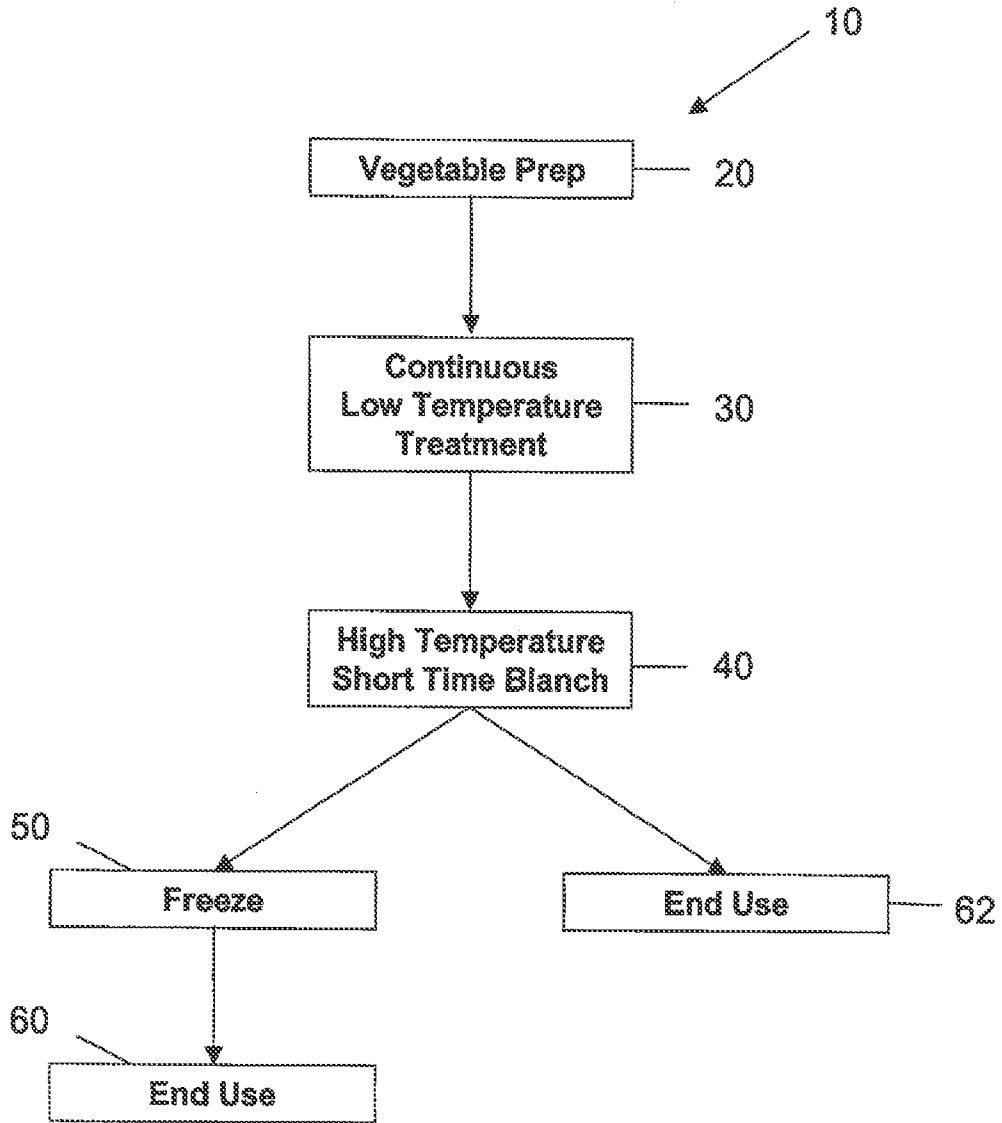 10
Vegetable Prep
20
Continuous
Low Temperature
Treatment
30
High Temperature
Short Time Blanch
40
50
Freeze
End Use
62
60
End Use